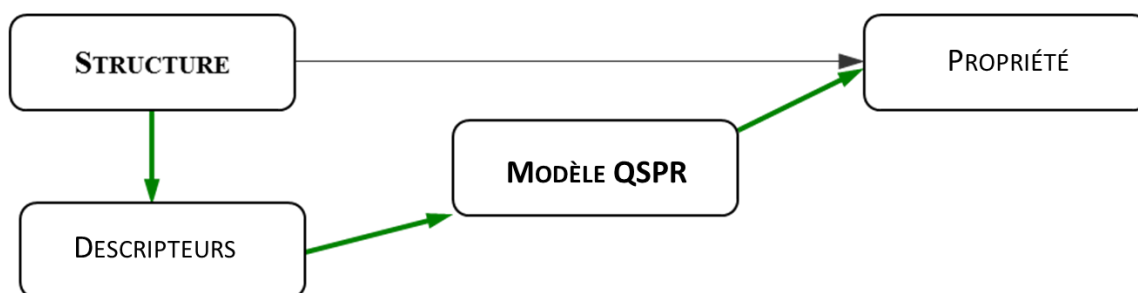 STRUCTURE
PROPRIÉTÉ
MODÈLE QSPR
DESCRIPTEURS